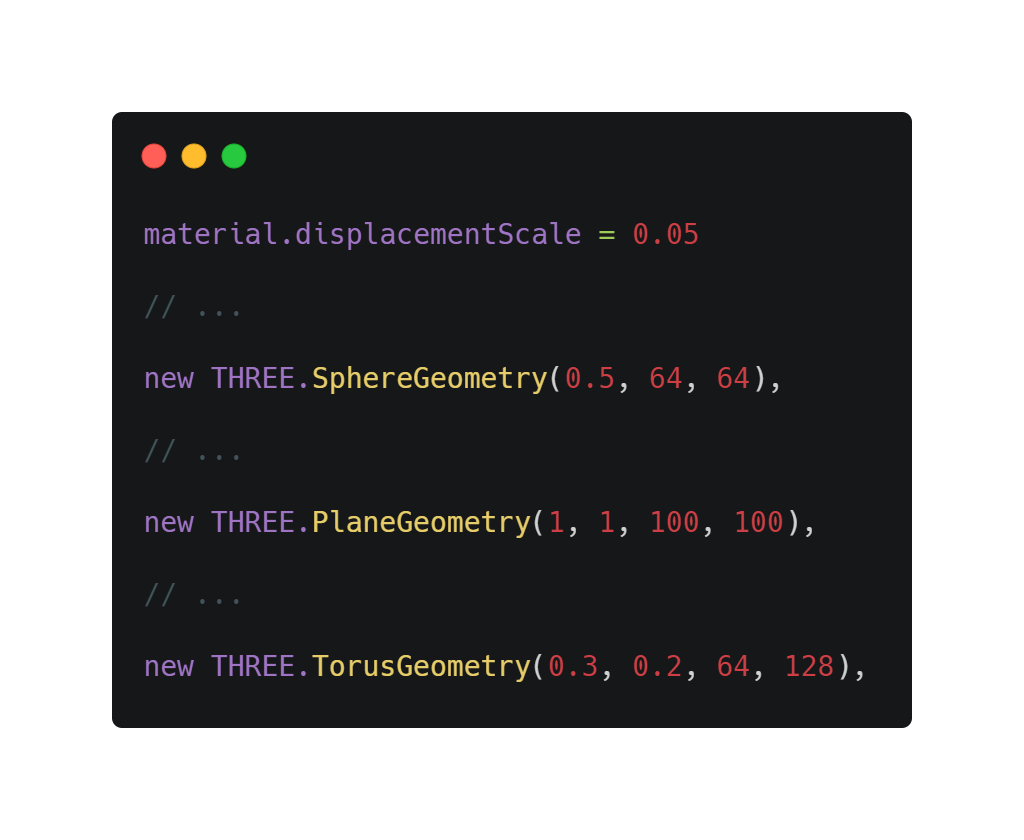 material.displacementScale = 0.05
// ...
new THREE.SphereGeometry(0.5, 64, 64),
// ...
new THREE.PlaneGeometry(1, 1, 100, 100),
// ...
new THREE.TorusGeometry(0.3, 0.2, 64, 128),